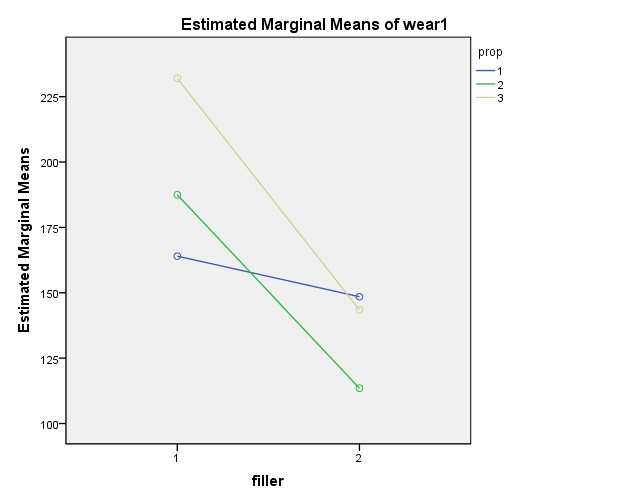 Estimated Marginal Means of wear1
prop
1
2
3
Estimated Marginal Means
225
200
175
150
125
100
1 2
filler